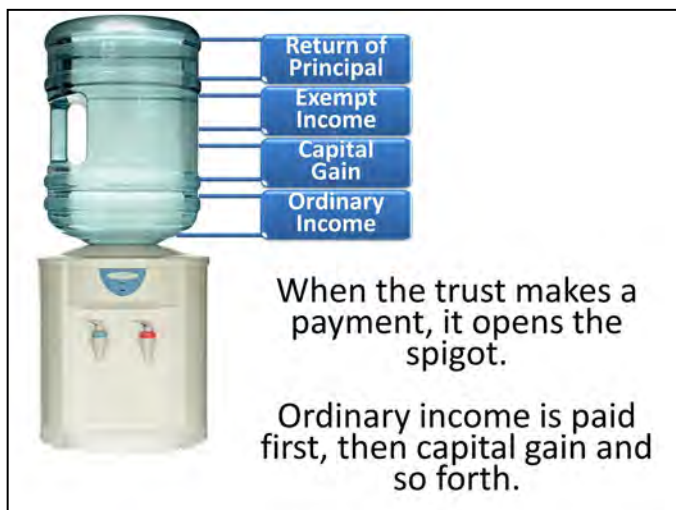 Return of
Principal
Exempt
Income
Capital
Gain
Ordinary
Income
When the trust makes a
payment, it opens the
spigot.
Ordinary income is paid
first, then capital gain and
so forth.